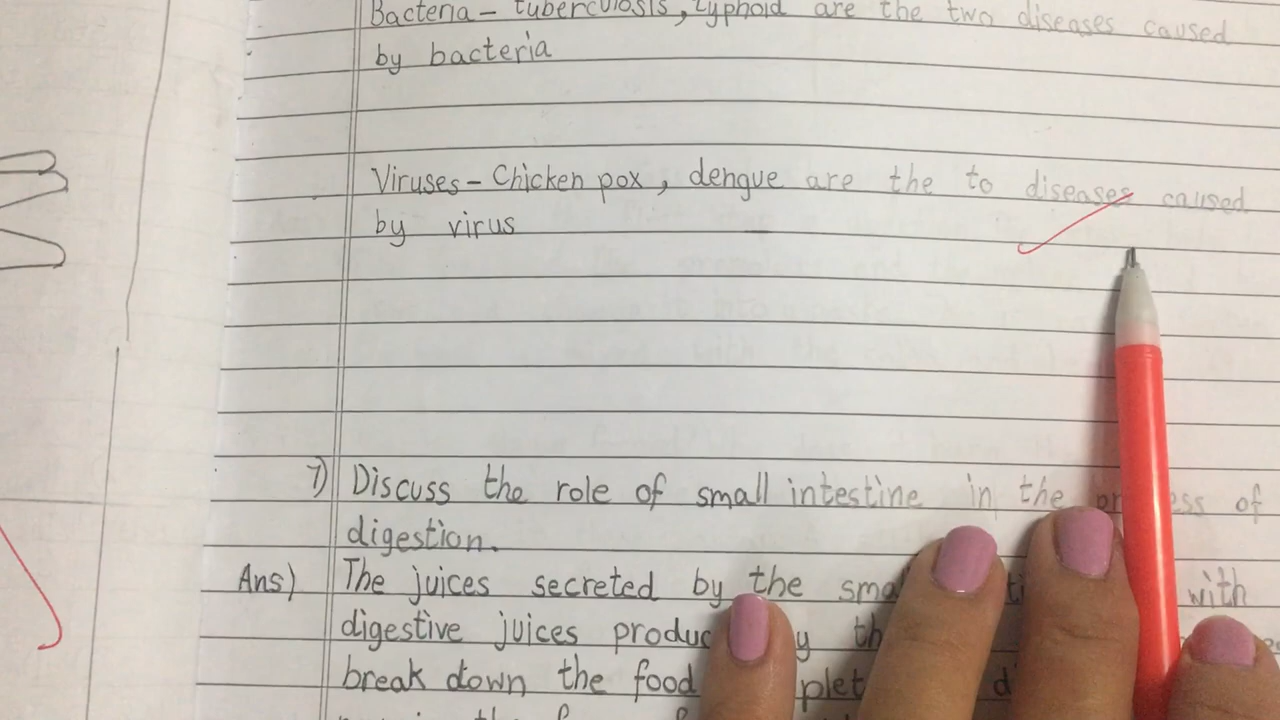 Bacteria – tuberculosis, typhoid are the two diseases caused
by bacteria
Viruses – Chicken pox, dengue are the to diseases caused
by virus
7) Discuss the role of small intestine in the of
digestion.
Ans) The juices secreted by the with
digestive juices
break down the food